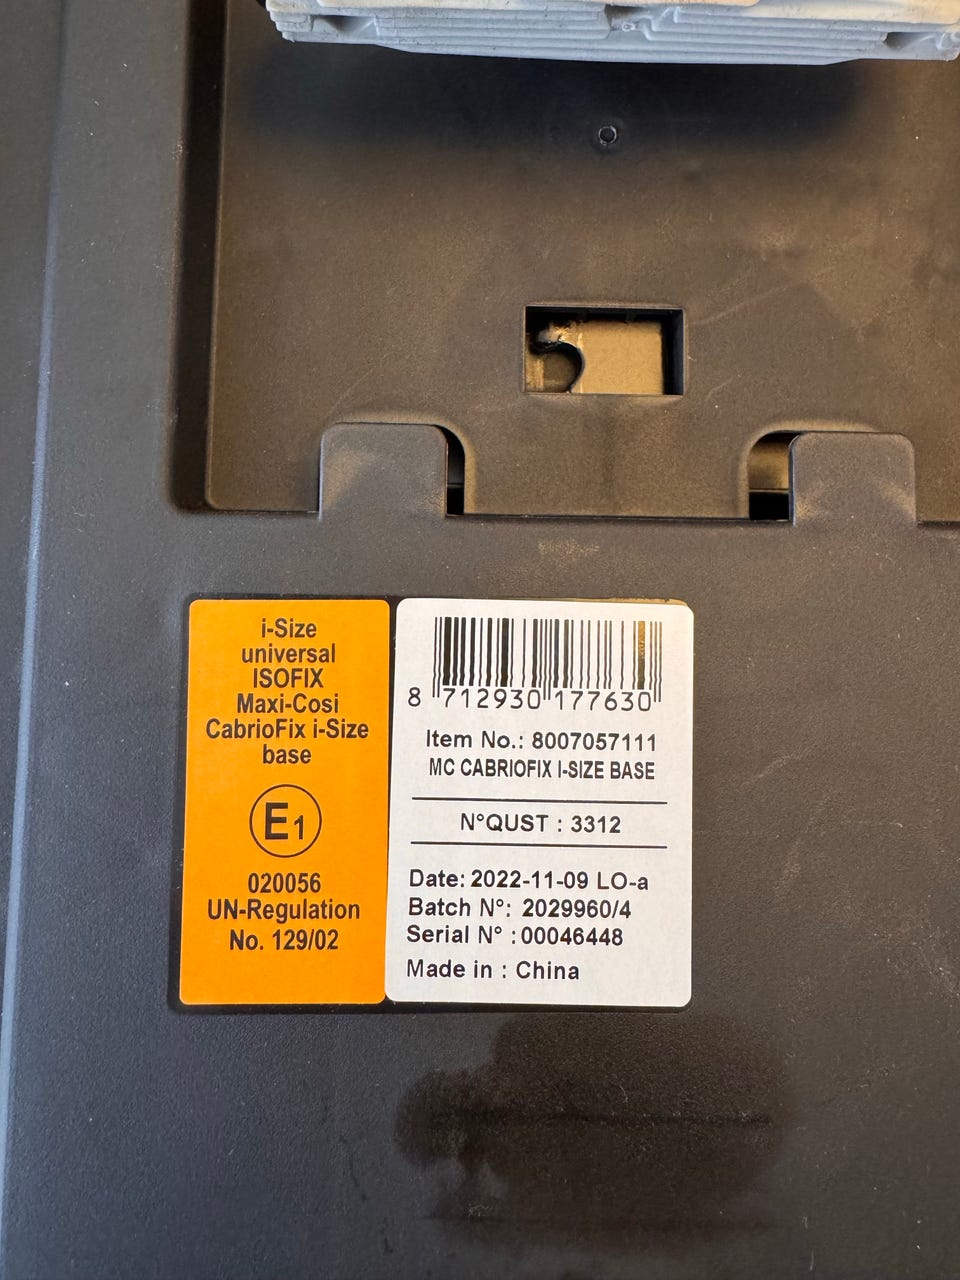 i-Size
universal
ISOFIX
Maxi-Cosi
CabrioFix i-Size
base
E1
020056
UN-Regulation
No. 129/02
8 712930 177630
Item No.: 8007057111
MC CABRIOFIX I-SIZE BASE
N°QUST : 3312
Date: 2022-11-09 LO-a
Batch N°: 2029960/4
Serial N° : 00046448
Made in : China